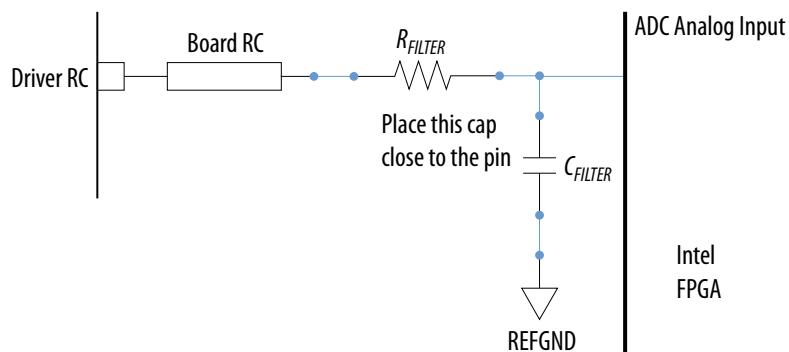 ADC Analog Input
Board RC
R_FILTER
Driver RC
Place this cap
close to the pin
C_FILTER
Intel
FPGA
REFGND